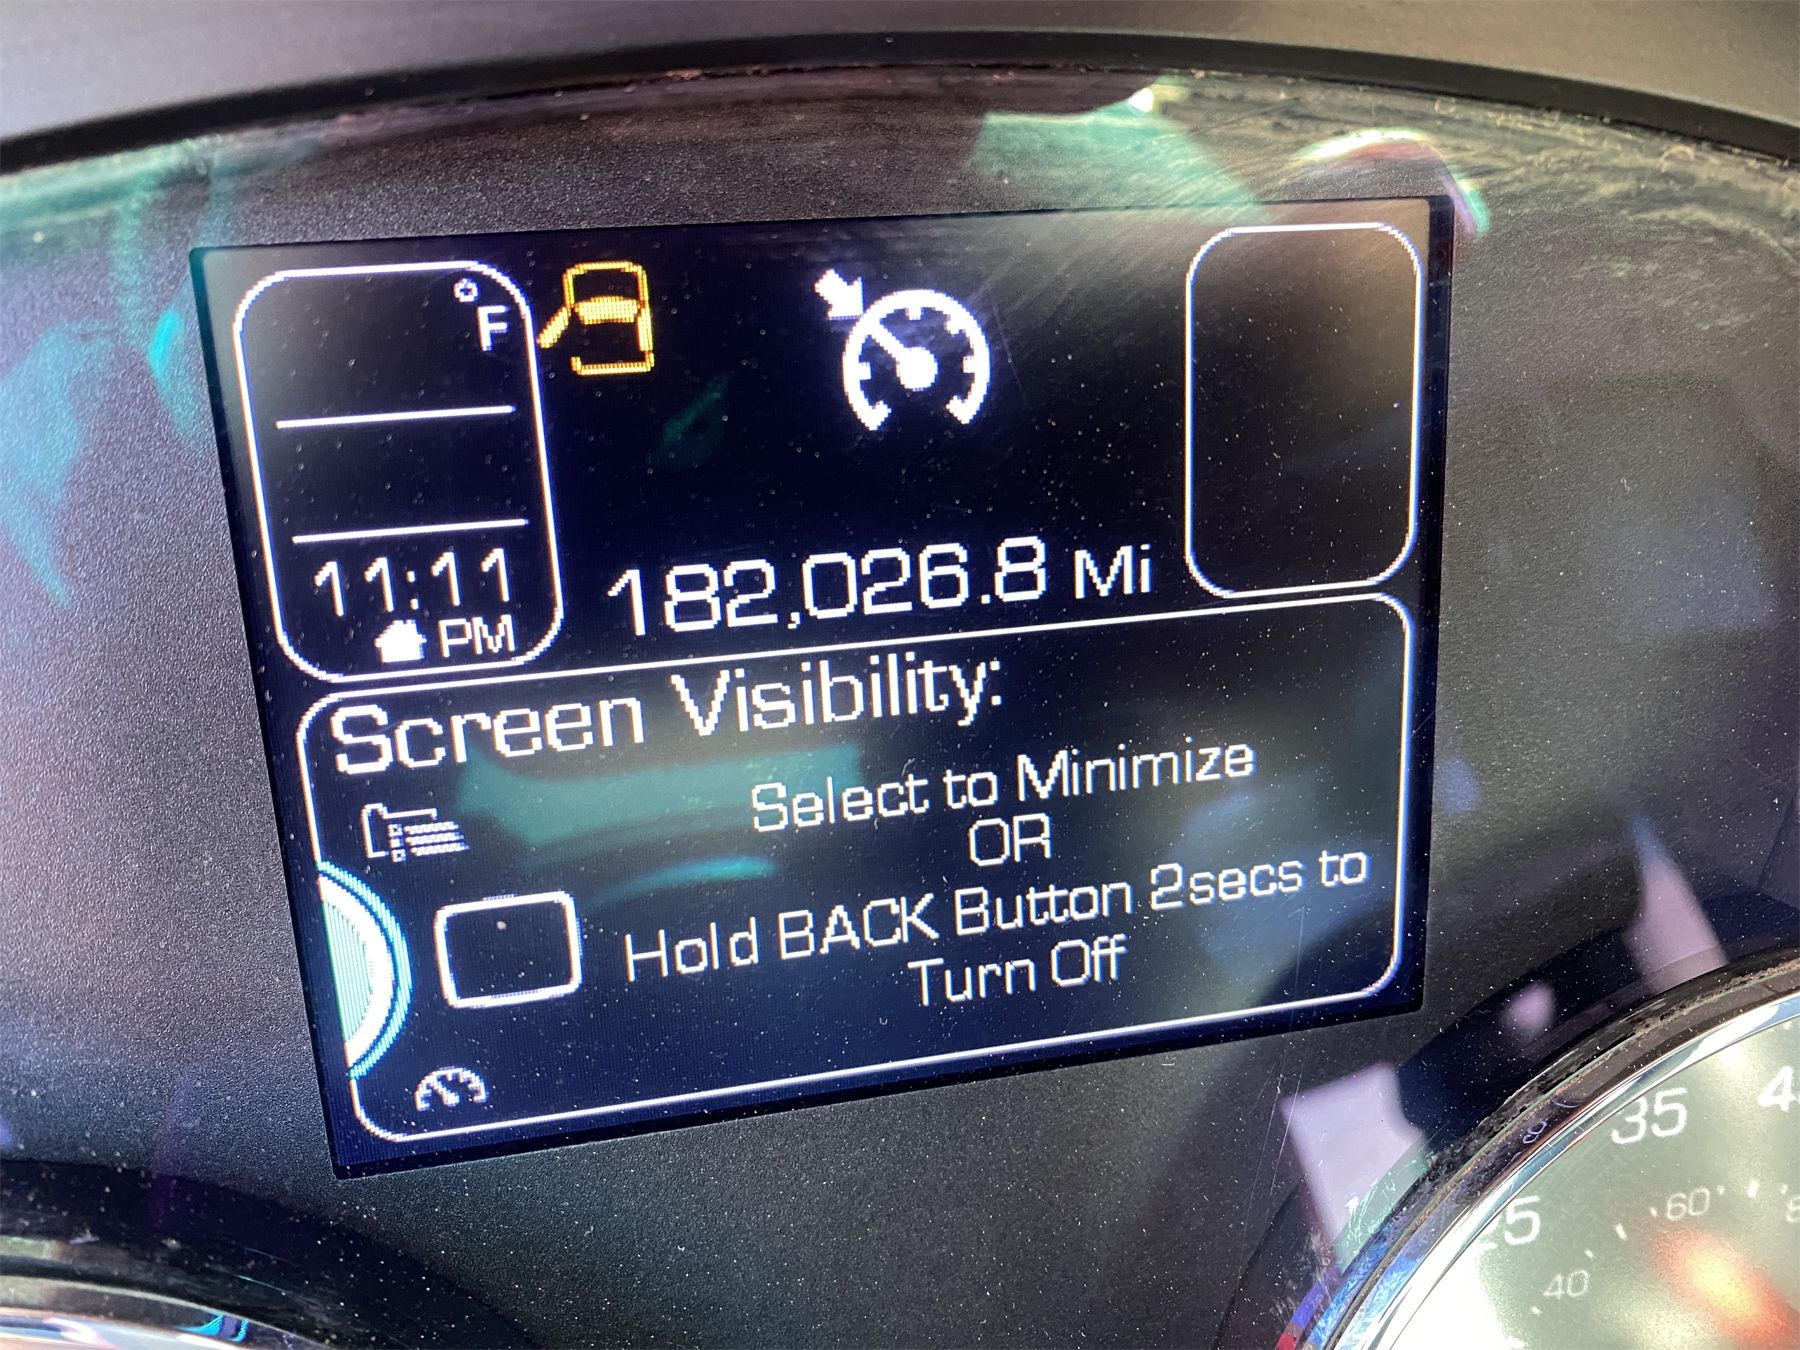 °F
11:11
PM
182,026.8 Mi
Screen Visibility:
Select to Minimize
OR
Hold BACK Button 2secs to
Turn Off
35
25
60
40